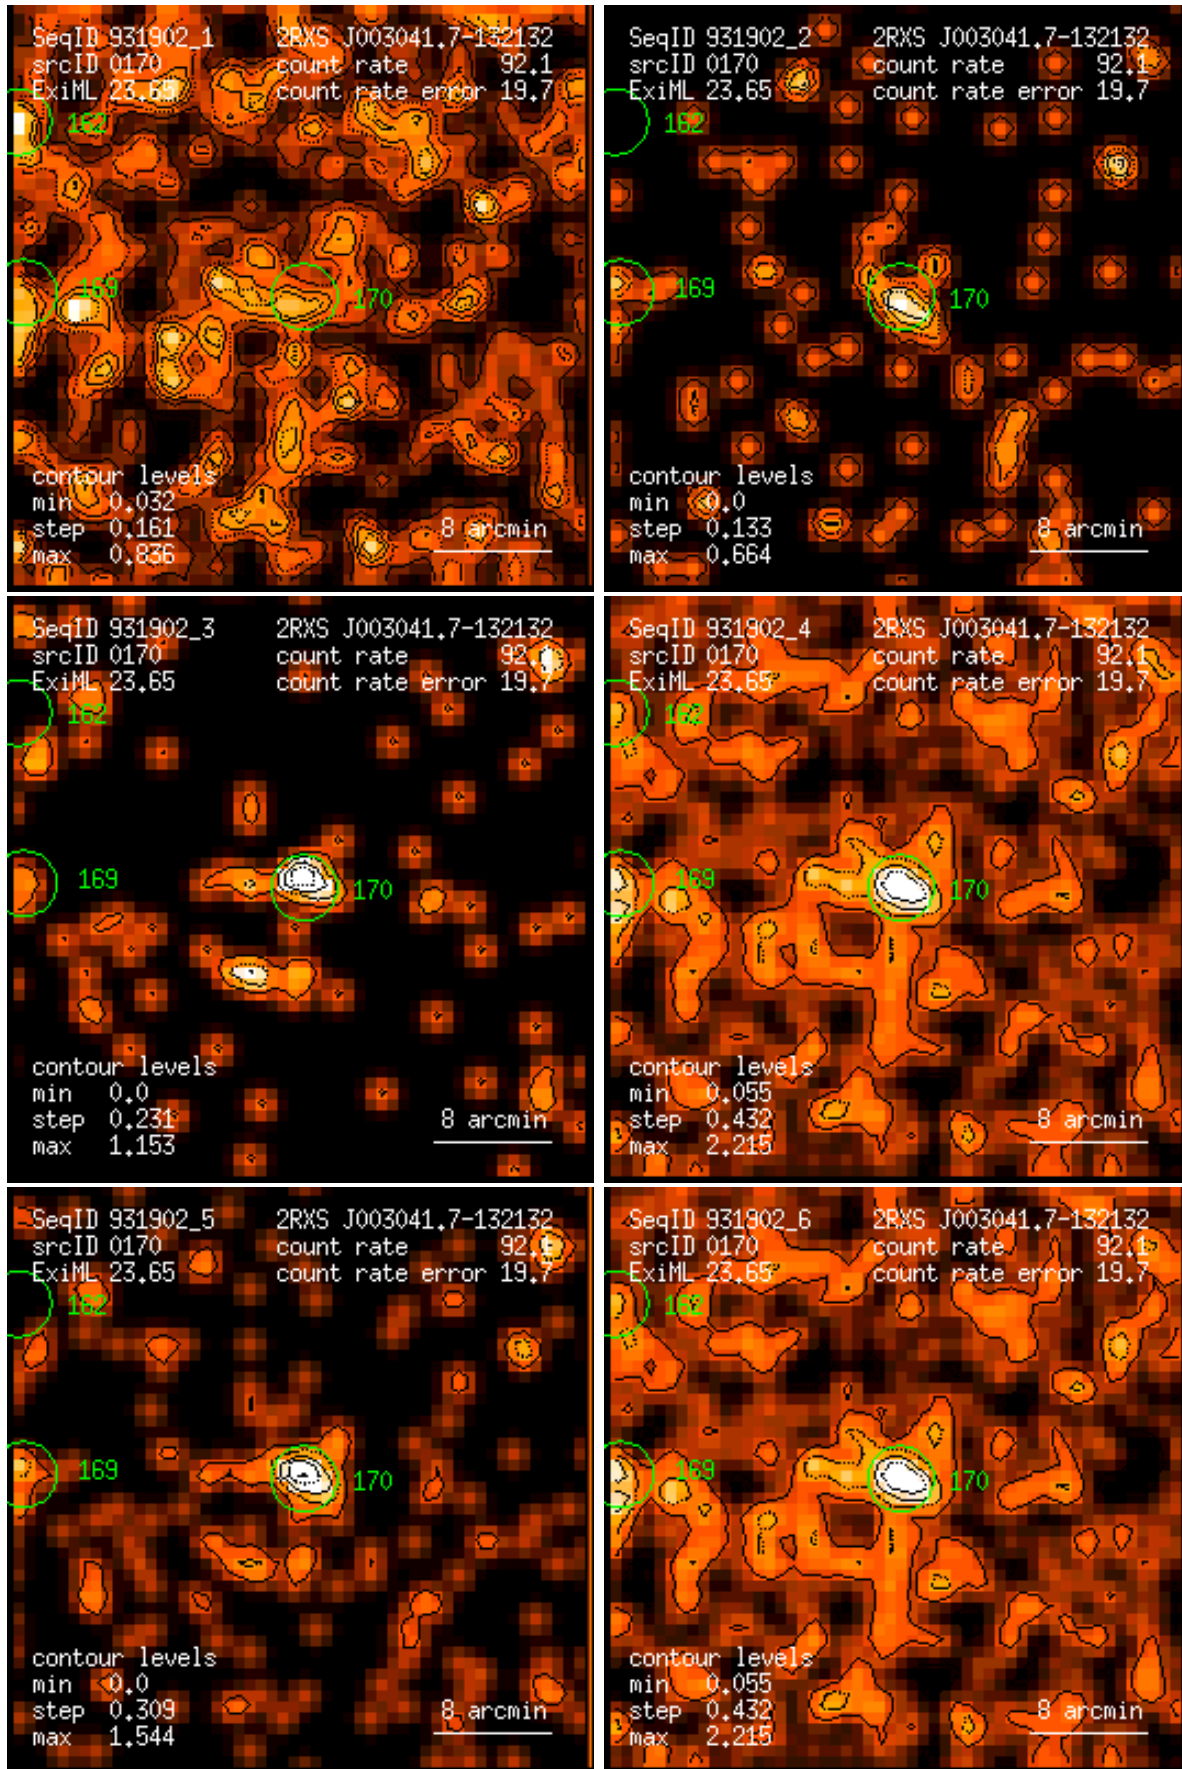 SeqID 931902_1 2RXS J003041.7-132132
srcID 0170 count rate 92.1
ExiML 23.65 count rate error 19.7
162
169
170
contour levels
min 0.032
step 0.161 8 arcmin
max 0.836
SeqID 931902_2 2RXS J003041.7-132132
srcID 0170 count rate 92.1
ExiML 23.65 count rate error 19.7
162
169
170
contour levels
min 0.0
step 0.133 8 arcmin
max 0.664
SeqID 931902_3 2RXS J003041.7-132132
srcID 0170 count rate 92.1
ExiML 23.65 count rate error 19.7
162
169
170
contour levels
min 0.0
step 0.231 8 arcmin
max 1.153
SeqID 931902_4 2RXS J003041.7-132132
srcID 0170 count rate 92.1
ExiML 23.65 count rate error 19.7
162
169
170
contour levels
min 0.055
step 0.432 8 arcmin
max 2.215
SeqID 931902_5 2RXS J003041.7-132132
srcID 0170 count rate 92.1
ExiML 23.65 count rate error 19.7
162
169
170
contour levels
min 0.0
step 0.309 8 arcmin
max 1.544
SeqID 931902_6 2RXS J003041.7-132132
srcID 0170 count rate 92.1
ExiML 23.65 count rate error 19.7
162
169
170
contour levels
min 0.055
step 0.432 8 arcmin
max 2.215